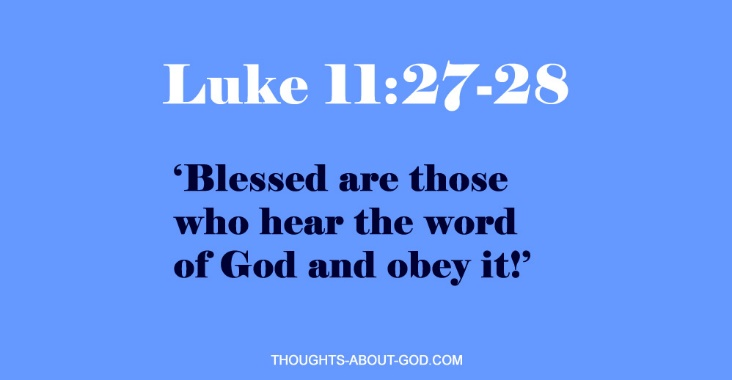 Luke 11:27-28
‘Blessed are those
who hear the word
of God and obey it!’
THOUGHTS-ABOUT-GOD.COM